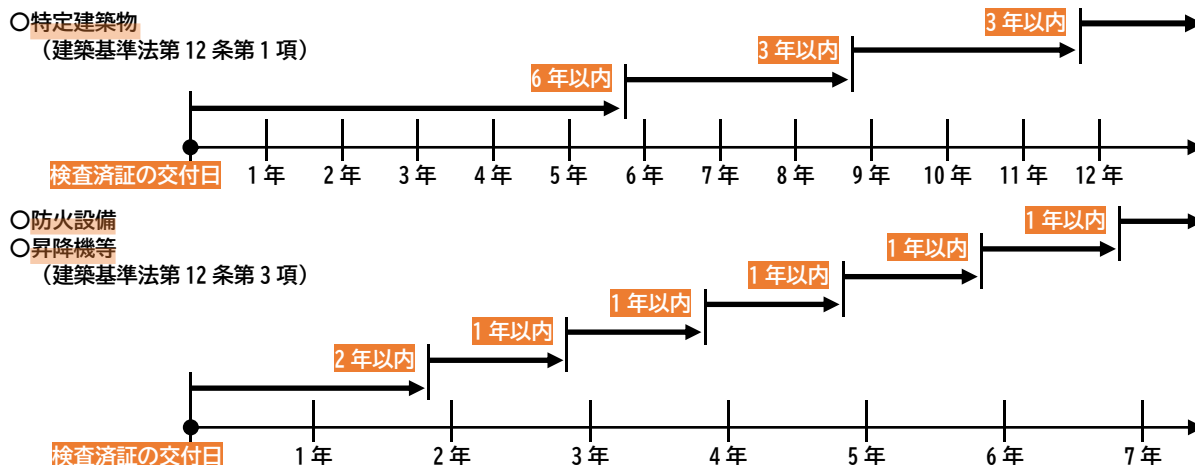 ○特定建築物
（建築基準法第 12 条第 1 項）
3 年以内
3 年以内
6 年以内
検査済証の交付日 1 年 2 年 3 年 4 年 5 年 6 年 7 年 8 年 9 年 10 年 11 年 12 年
○防火設備
○昇降機等
（建築基準法第 12 条第 3 項）
1 年以内
1 年以内
1 年以内
1 年以内
1 年以内
2 年以内
検査済証の交付日 1 年 2 年 3 年 4 年 5 年 6 年 7 年